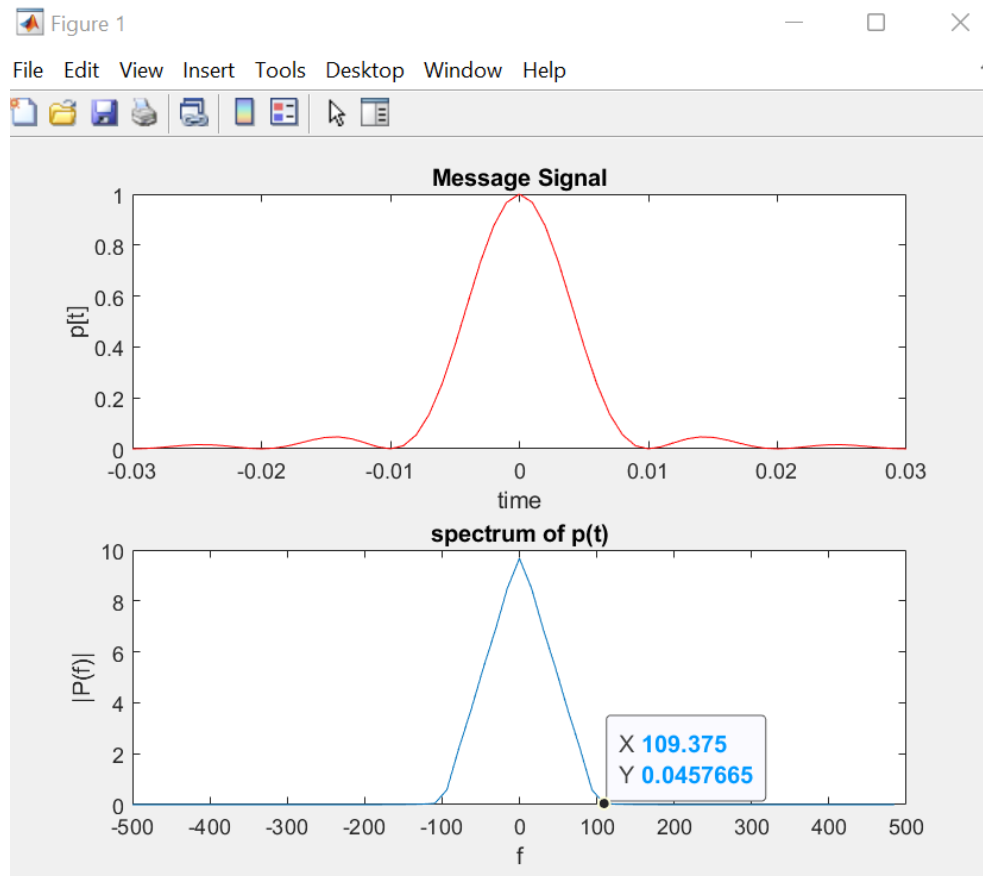 Figure 1
File Edit View Insert Tools Desktop Window Help
Message Signal
1
0.8
0.6
0.4
0.2
0
p[t]
-0.03 -0.02 -0.01 0 0.01 0.02 0.03
time
spectrum of p(t)
10
8
6
4
2
0
|P(f)|
X 109.375
Y 0.0457665
-500 -400 -300 -200 -100 0 100 200 300 400 500
f